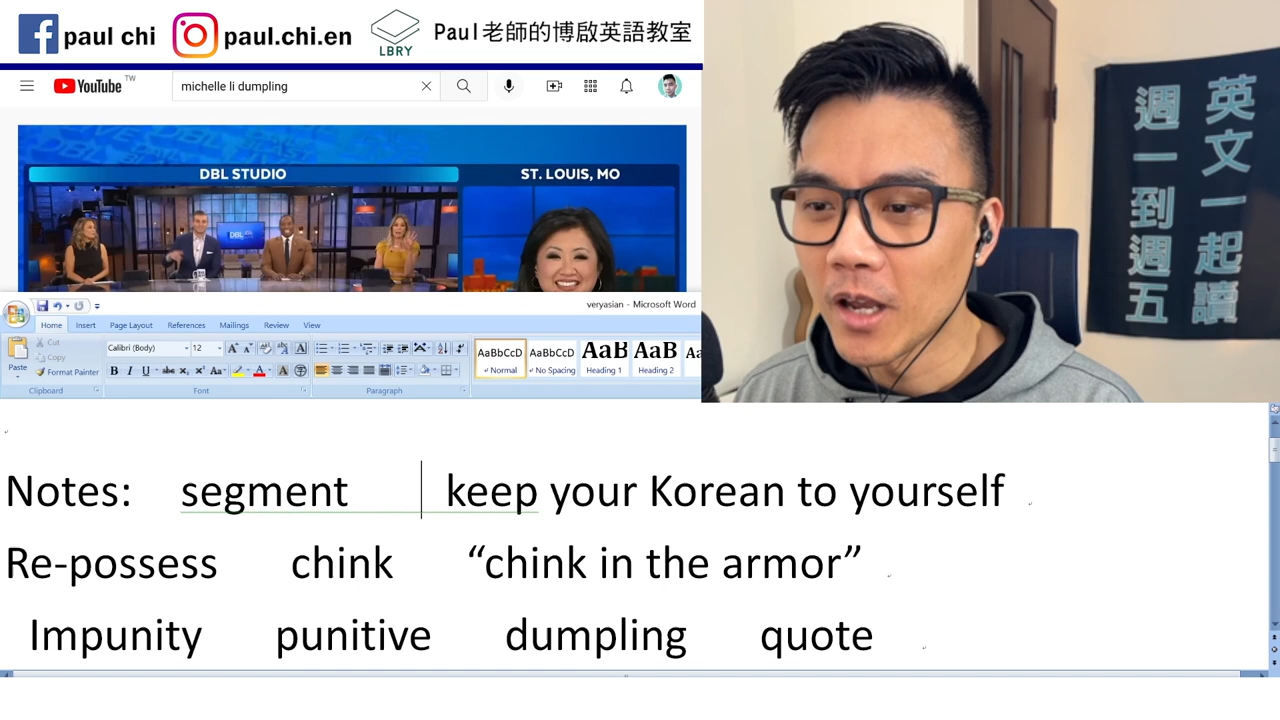 paul chi paul.chi.en LBRY Paul老師的博啟英語教室
YouTube TW michelle li dumpling
DBL STUDIO ST. LOUIS, MO
DBL
veryasian - Microsoft Word
Home Insert Page Layout References Mailings Review View
Cut
Copy
Format Painter
Paste
Calibri (Body) 12
AaBbCcD AaBbCcD AaB AaB Aa
Normal No Spacing Heading 1 Heading 2
Clipboard Font Paragraph
英文一起讀
週一到週五
Notes: segment keep your Korean to yourself
Re-possess chink “chink in the armor”
Impunity punitive dumpling quote